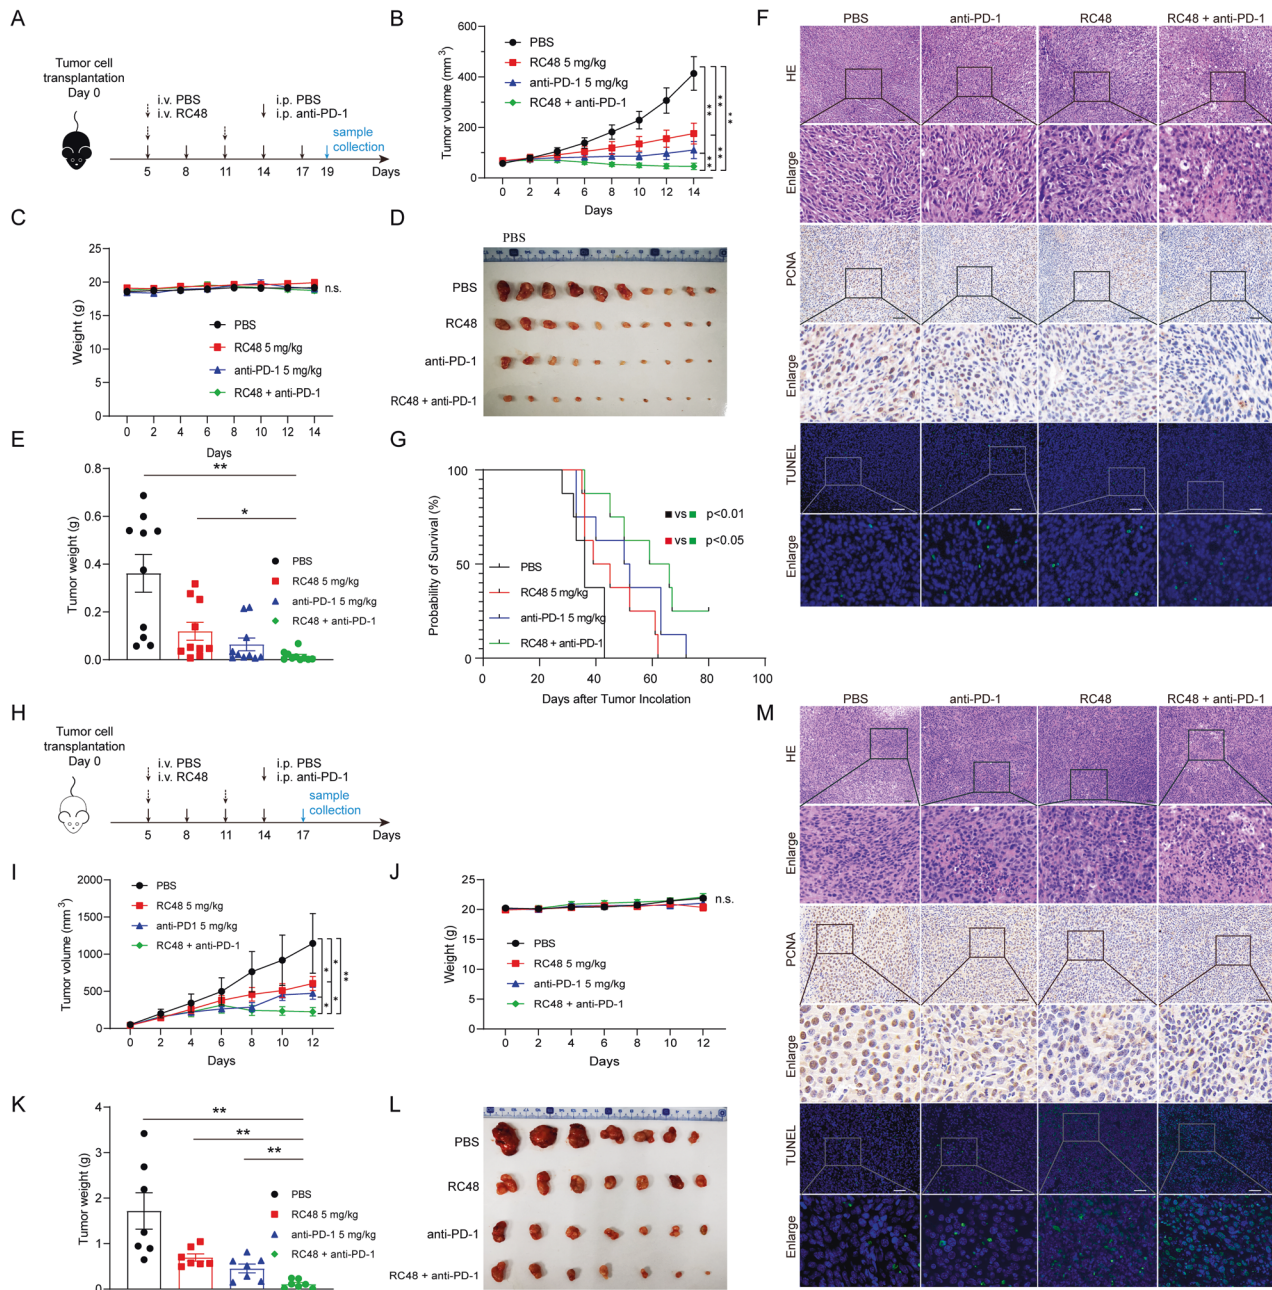 A
Tumor cell
transplantation
Day 0
i.v. PBS
i.v. RC48
i.p. PBS
i.p. anti-PD-1
sample
collection
5 8 11 14 17 19 Days
B
Tumor volume (mm³)
600
400
200
0
0 2 4 6 8 10 12 14
Days
PBS
RC48 5 mg/kg
anti-PD-1 5 mg/kg
RC48 + anti-PD-1
** ** ** ** **
C
Weight (g)
25
20
15
10
5
0
0 2 4 6 8 10 12 14
Days
n.s.
PBS
RC48 5 mg/kg
anti-PD-1 5 mg/kg
RC48 + anti-PD-1
D
PBS
PBS
RC48
anti-PD-1
RC48 + anti-PD-1
E
Tumor weight (g)
0.8
0.6
0.4
0.2
0.0
**
*
PBS
RC48 5 mg/kg
anti-PD-1 5 mg/kg
RC48 + anti-PD-1
F
PBS anti-PD-1 RC48 RC48 + anti-PD-1
HE
Enlarge
PCNA
Enlarge
TUNEL
Enlarge
G
Probability of Survival (%)
100
50
0
0 20 40 60 80 100
Days after Tumor Incolation
vs p<0.01
vs p<0.05
PBS
RC48 5 mg/kg
anti-PD-1 5 mg/kg
RC48 + anti-PD-1
H
Tumor cell
transplantation
Day 0
i.v. PBS
i.v. RC48
i.p. PBS
i.p. anti-PD-1
sample
collection
5 8 11 14 17 Days
I
Tumor volume (mm³)
2000
1500
1000
500
0
0 2 4 6 8 10 12
Days
PBS
RC48 5 mg/kg
anti-PD1 5 mg/kg
RC48 + anti-PD-1
* * * * **
J
Weight (g)
25
20
15
10
5
0
0 2 4 6 8 10 12
Days
n.s.
PBS
RC48 5 mg/kg
anti-PD-1 5 mg/kg
RC48 + anti-PD-1
K
Tumor weight (g)
4
3
2
1
0
**
**
**
PBS
RC48 5 mg/kg
anti-PD-1 5 mg/kg
RC48 + anti-PD-1
L
PBS
RC48
anti-PD-1
RC48 + anti-PD-1
M
PBS anti-PD-1 RC48 RC48 + anti-PD-1
HE
Enlarge
PCNA
Enlarge
TUNEL
Enlarge